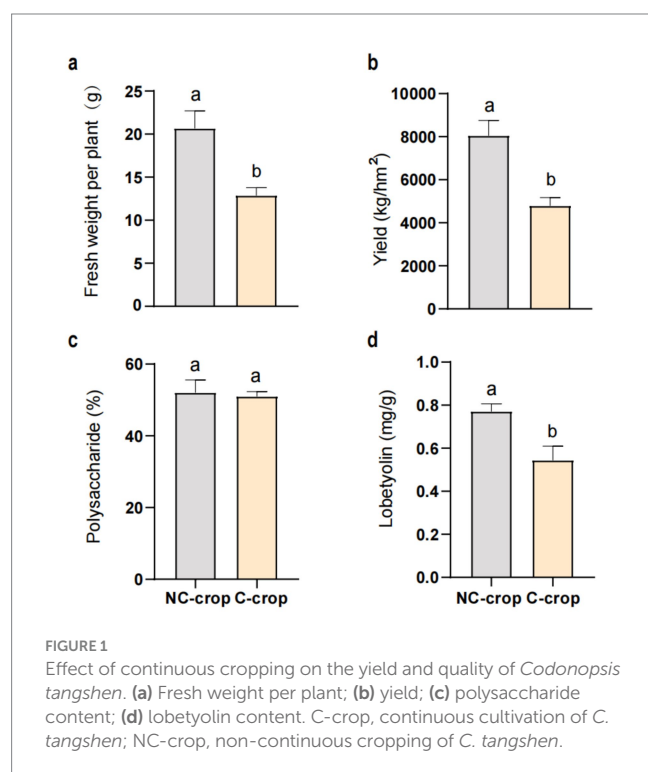 a
Fresh weight per plant（g）
25
20
15
10
5
0
a
b
b
Yield (kg/hm²)
10000
8000
6000
4000
2000
0
a
b
c
Polysaccharide (%)
60
40
20
0
a
a
NC-crop C-crop
d
Lobetyolin (mg/g)
1.0
0.8
0.6
0.4
0.2
0.0
a
b
NC-crop C-crop
FIGURE 1
Effect of continuous cropping on the yield and quality of Codonopsis
tangshen. (a) Fresh weight per plant; (b) yield; (c) polysaccharide
content; (d) lobetyolin content. C-crop, continuous cultivation of C.
tangshen; NC-crop, non-continuous cropping of C. tangshen.